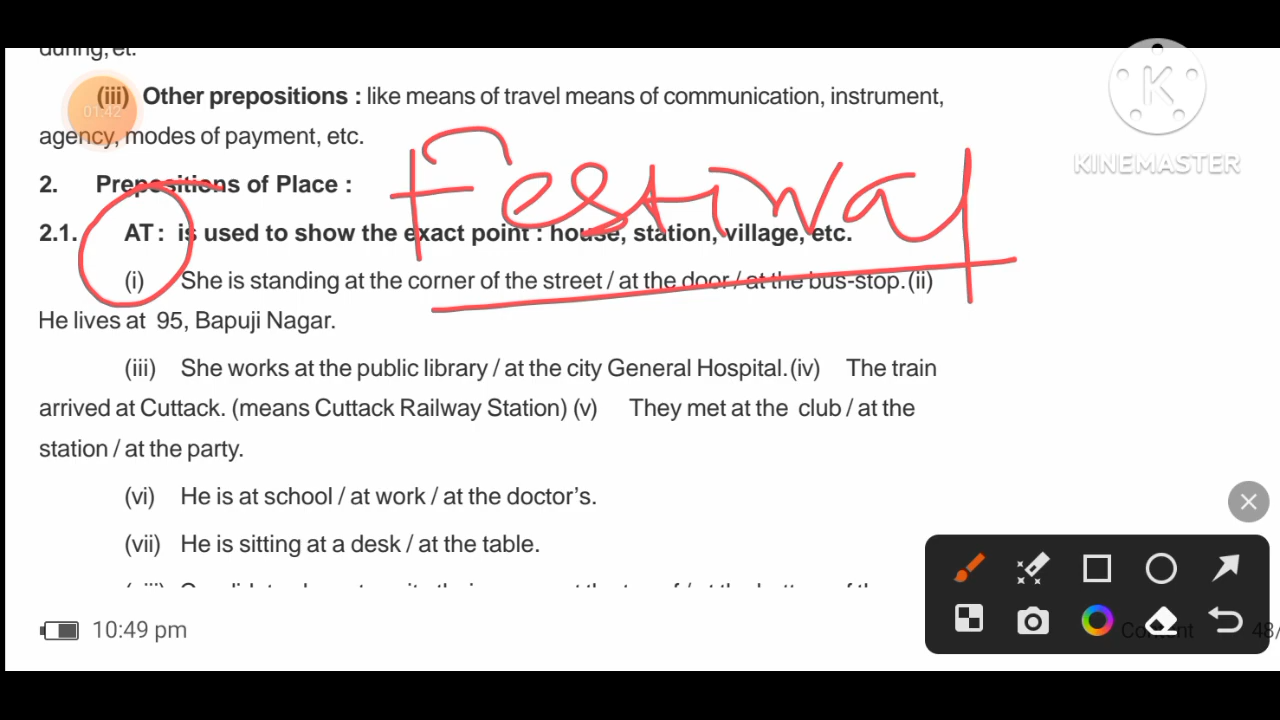 during, et.
(iii) Other prepositions : like means of travel means of communication, instrument,
01:42
agency, modes of payment, etc.
KINEMASTER
2. Prepositions of Place :
Festival
2.1. AT : is used to show the exact point : house, station, village, etc.
(i) She is standing at the corner of the street / at the door / at the bus-stop.(ii)
He lives at 95, Bapuji Nagar.
(iii) She works at the public library / at the city General Hospital.(iv) The train
arrived at Cuttack. (means Cuttack Railway Station) (v) They met at the club / at the
station / at the party.
(vi) He is at school / at work / at the doctor's.
(vii) He is sitting at a desk / at the table.
10:49 pm
Content 48/